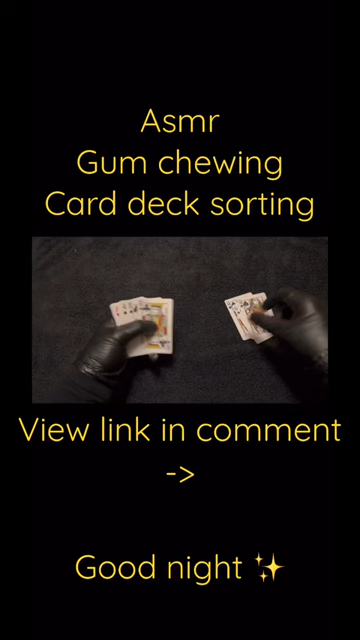 Asmr
Gum chewing
Card deck sorting
View link in comment
->
Good night ✨